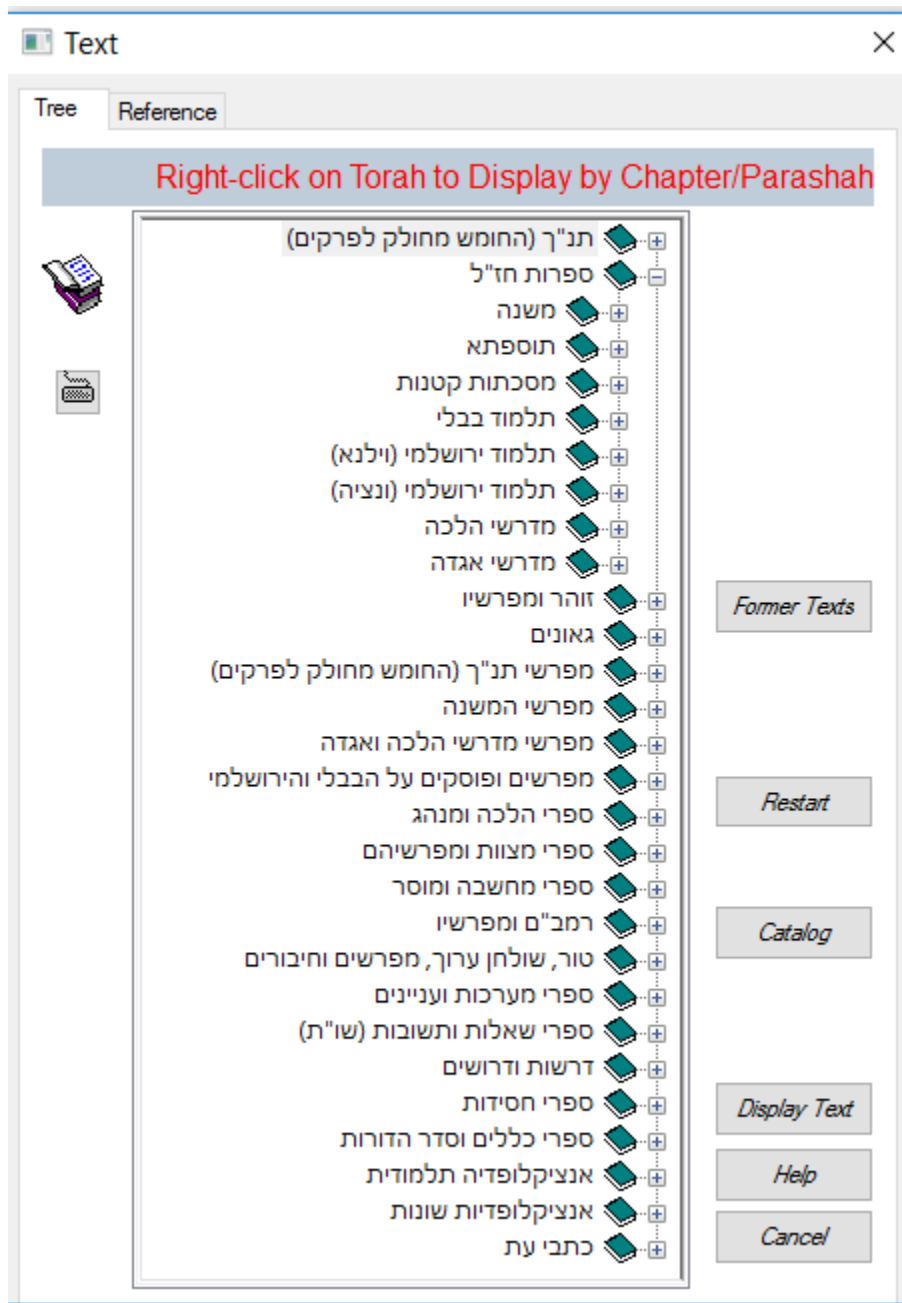 Text
Tree Reference
Right-click on Torah to Display by Chapter/Parashah
תנ"ך (החומש מחולק לפרקים)
ספרות חז"ל
משנה
תוספתא
מסכתות קטנות
תלמוד בבלי
תלמוד ירושלמי (וילנא)
תלמוד ירושלמי (ונציה)
מדרשי הלכה
מדרשי אגדה
זוהר ומפרשיו
גאונים
מפרשי תנ"ך (החומש מחולק לפרקים)
מפרשי המשנה
מפרשי מדרשי הלכה ואגדה
מפרשים ופוסקים על הבבלי והירושלמי
ספרי הלכה ומנהג
ספרי מצוות ומפרשיהם
ספרי מחשבה ומוסר
רמב"ם ומפרשיו
טור, שולחן ערוך, מפרשים וחיבורים
ספרי מערכות ועניינים
ספרי שאלות ותשובות (שו"ת)
דרשות ודרושים
ספרי חסידות
ספרי כללים וסדר הדורות
אנציקלופדיה תלמודית
אנציקלופדיות שונות
כתבי עת
Former Texts
Restart
Catalog
Display Text
Help
Cancel